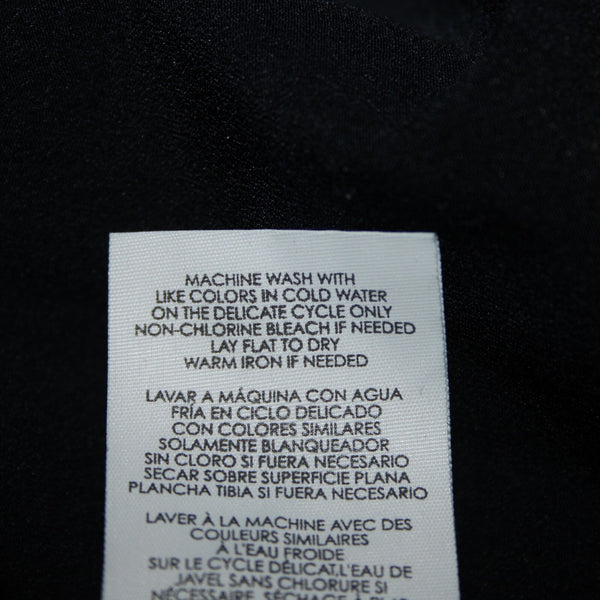 MACHINE WASH WITH
LIKE COLORS IN COLD WATER
ON THE DELICATE CYCLE ONLY
NON-CHLORINE BLEACH IF NEEDED
LAY FLAT TO DRY
WARM IRON IF NEEDED
LAVAR A MÁQUINA CON AGUA
FRÍA EN CICLO DELICADO
CON COLORES SIMILARES
SOLAMENTE BLANQUEADOR
SIN CLORO SI FUERA NECESARIO
SECAR SOBRE SUPERFICIE PLANA
PLANCHA TIBIA SI FUERA NECESARIO
LAVER À LA MACHINE AVEC DES
COULEURS SIMILAIRES
À L'EAU FROIDE
SUR LE CYCLE DÉLICAT, L'EAU DE
JAVEL SANS CHLORURE SI
NÉCESSAIRE, SÉCHAGE À PLAT